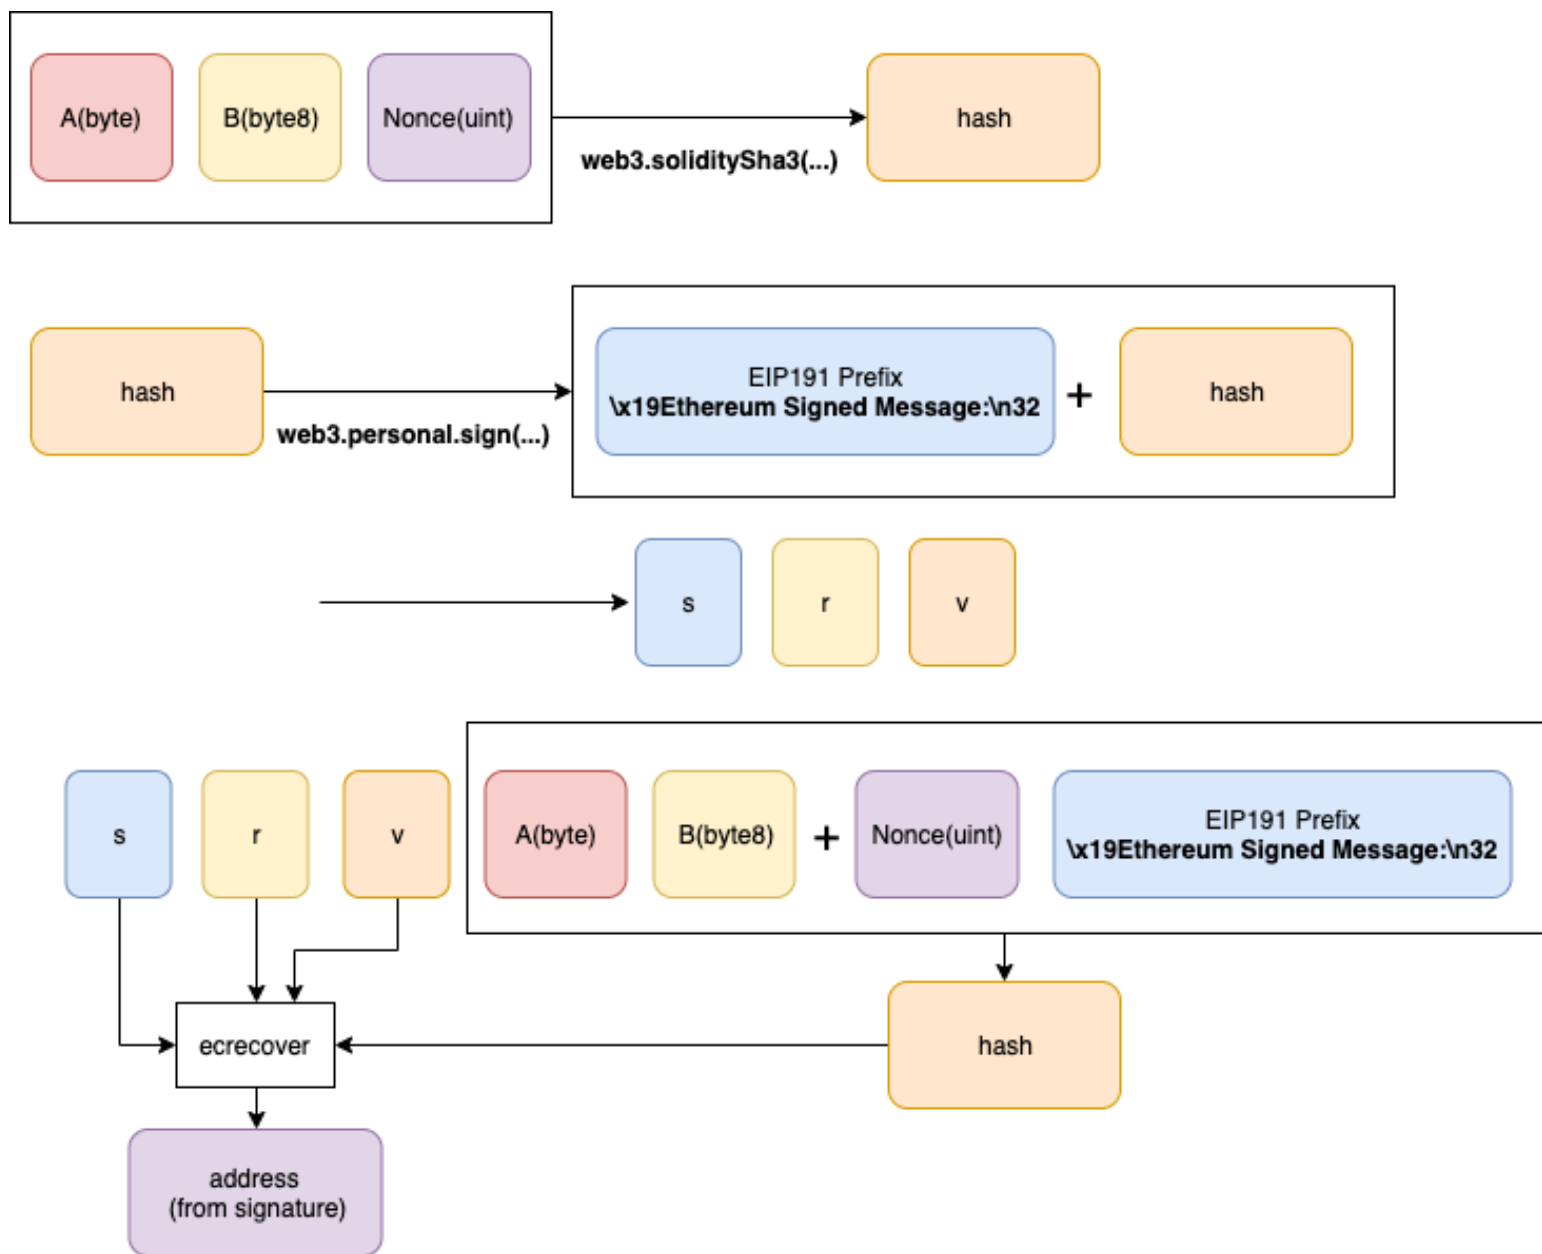 A(byte)
B(byte8)
Nonce(uint)
hash
web3.soliditySha3(...)
hash
web3.personal.sign(...)
EIP191 Prefix
\x19Ethereum Signed Message:\n32
+
hash
s
r
v
s
r
v
A(byte)
B(byte8)
+
Nonce(uint)
EIP191 Prefix
\x19Ethereum Signed Message:\n32
ecrecover
hash
address
(from signature)